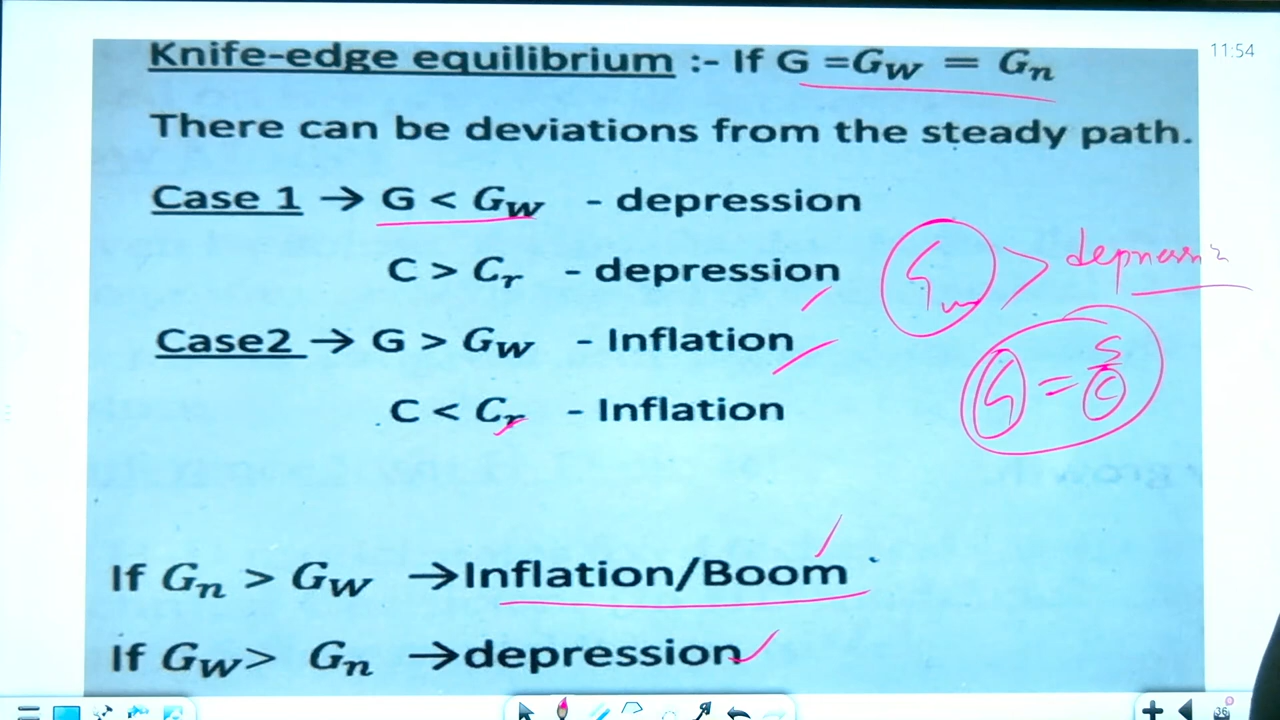 11:54
Knife-edge equilibrium :- If G =Gw = Gn
There can be deviations from the steady path.
Case 1 → G < Gw - depression
C > Cr - depression
Gw >
Case2 → G > Gw - Inflation
G = s/C
C < Cr - Inflation
If Gn > Gw →Inflation/Boom
If Gw> Gn →depression
36